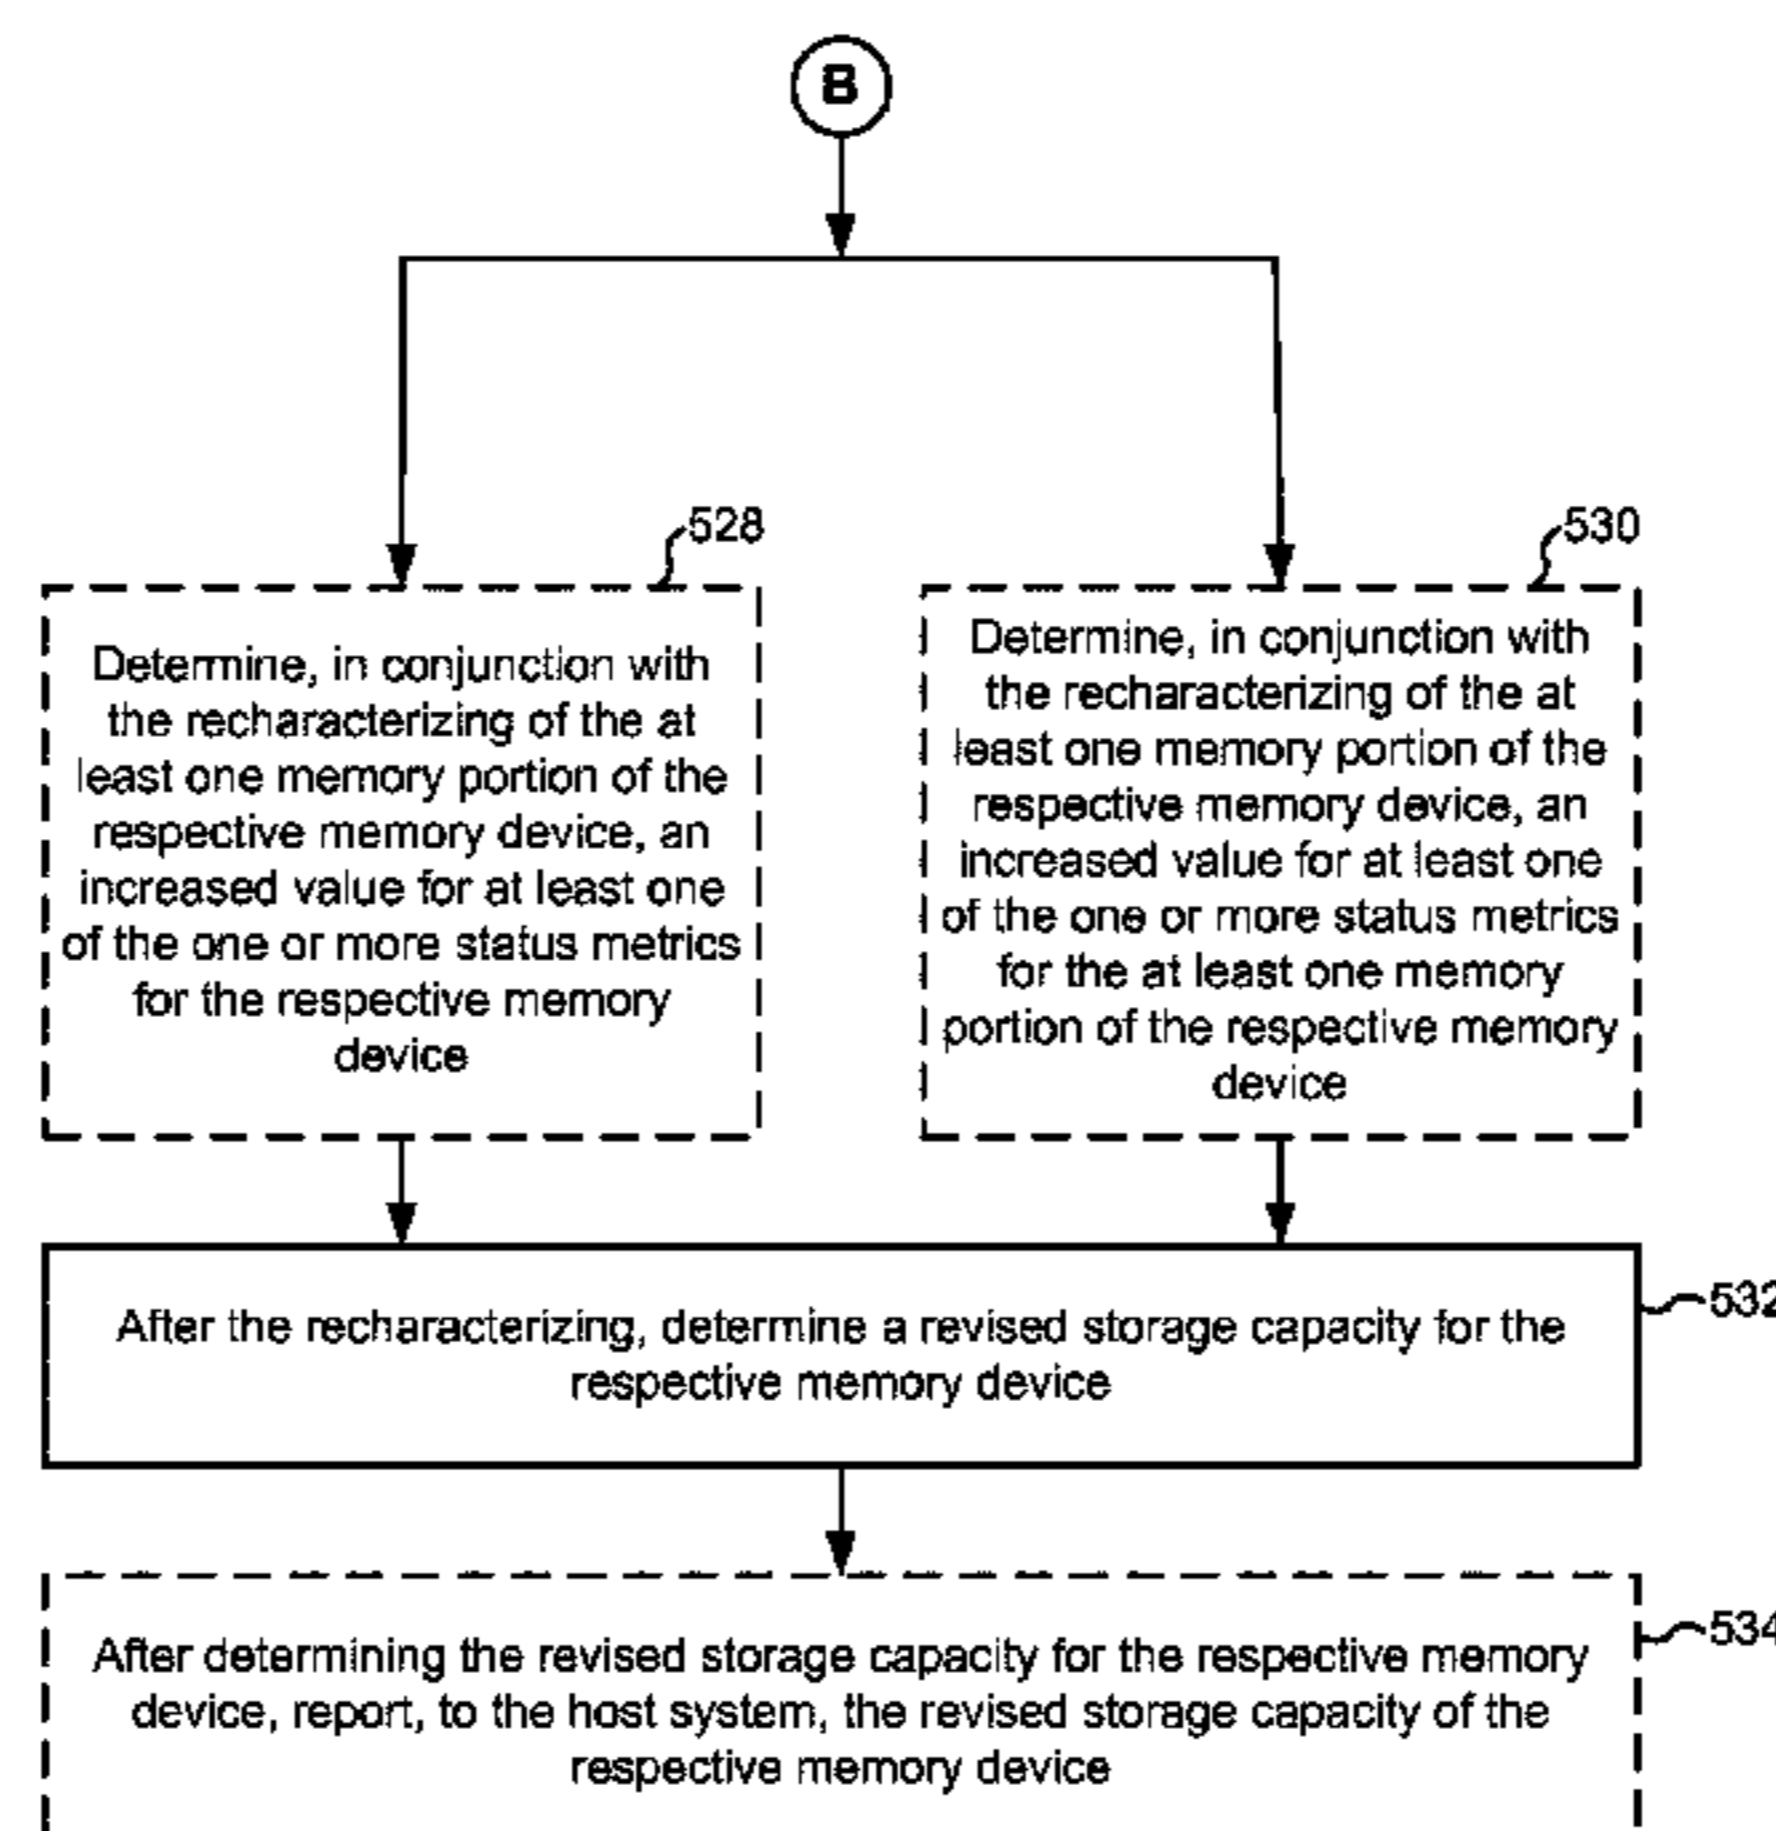 B
528
Determine, in conjunction with
the recharacterizing of the at
least one memory portion of the
respective memory device, an
increased value for at least one
of the one or more status metrics
for the respective memory
device
530
Determine, in conjunction with
the recharacterizing of the at
least one memory portion of the
respective memory device, an
increased value for at least one
of the one or more status metrics
for the at least one memory
portion of the respective memory
device
After the recharacterizing, determine a revised storage capacity for the
respective memory device
532
After determining the revised storage capacity for the respective memory
device, report, to the host system, the revised storage capacity of the
respective memory device
534